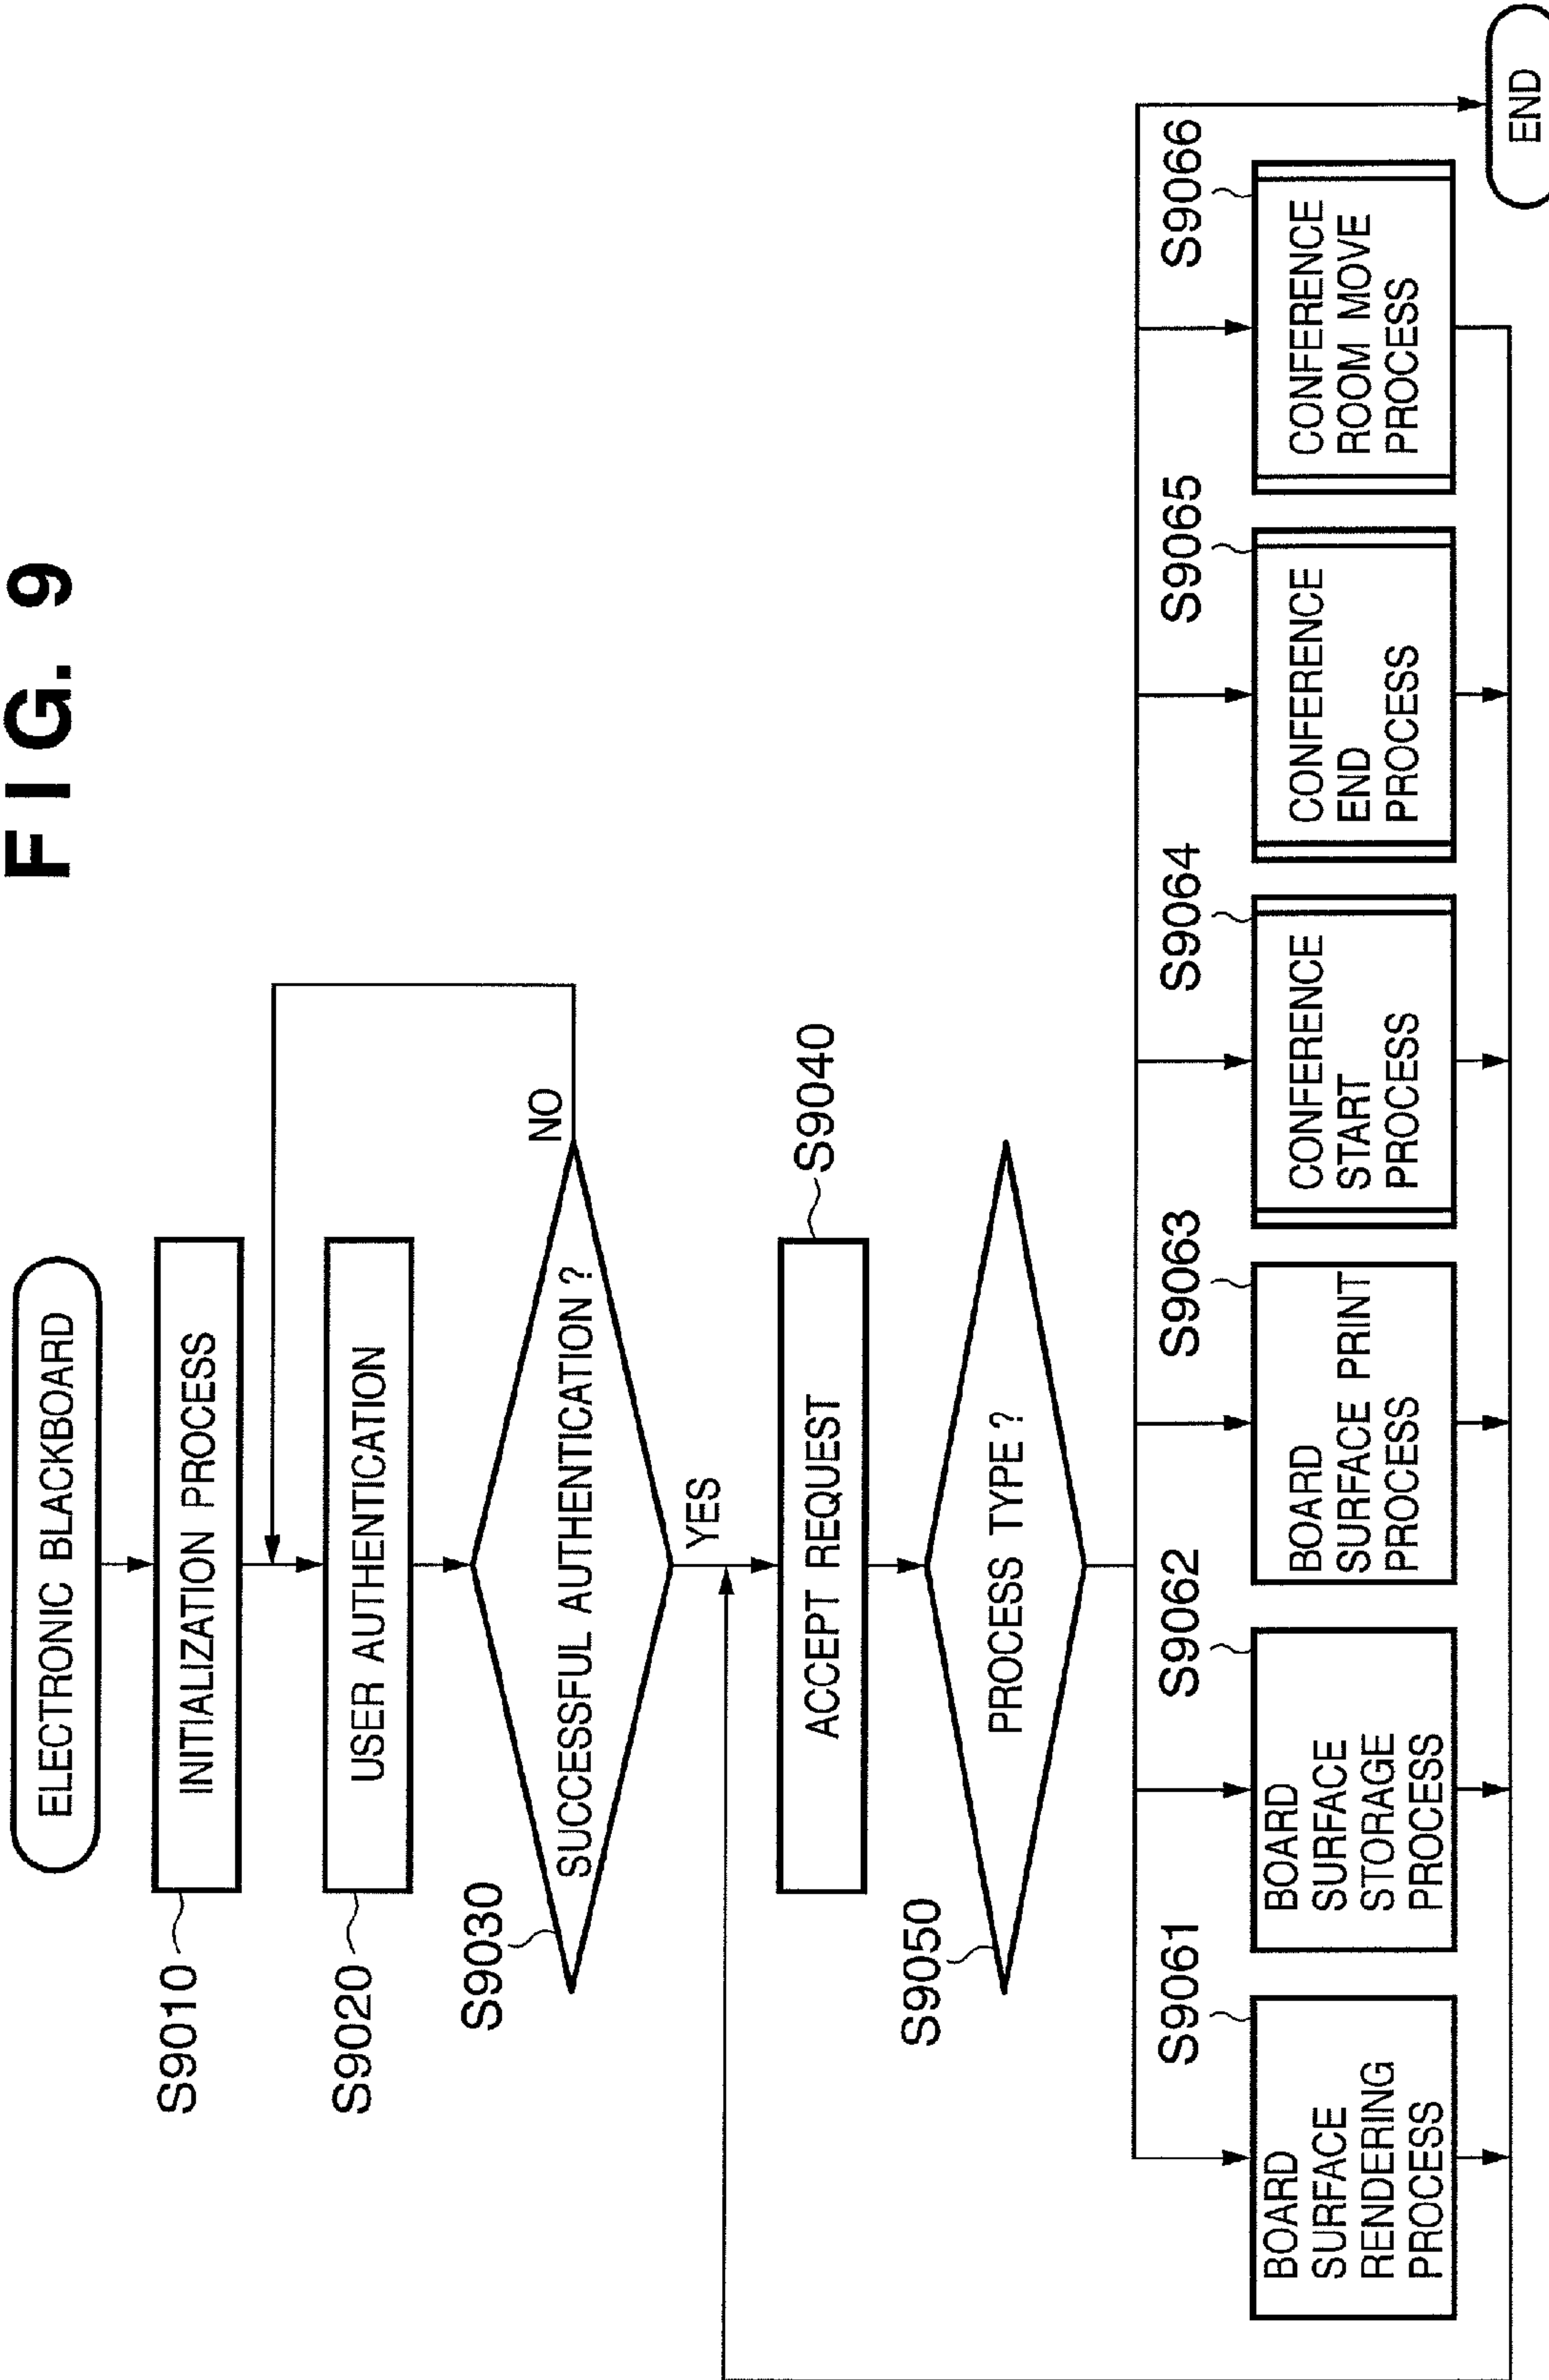 FIG. 9
ELECTRONIC BLACKBOARD
S9010
INITIALIZATION PROCESS
S9020
USER AUTHENTICATION
S9030
SUCCESSFUL AUTHENTICATION ?
NO
YES
S9040
ACCEPT REQUEST
S9050
PROCESS TYPE ?
S9061
BOARD
SURFACE
RENDERING
PROCESS
S9062
BOARD
SURFACE
STORAGE
PROCESS
S9063
BOARD
SURFACE PRINT
PROCESS
S9064
CONFERENCE
START
PROCESS
S9065
CONFERENCE
END
PROCESS
S9066
CONFERENCE
ROOM MOVE
PROCESS
END